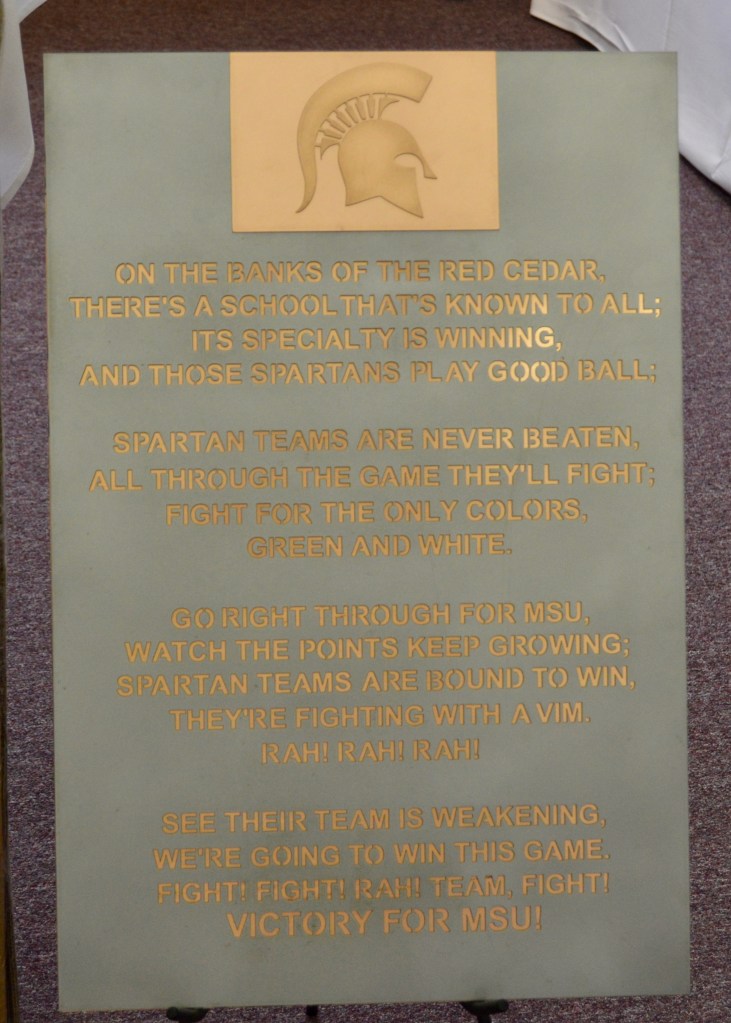 ON THE BANKS OF THE RED CEDAR,
THERE'S A SCHOOL THAT'S KNOWN TO ALL;
ITS SPECIALTY IS WINNING,
AND THOSE SPARTANS PLAY GOOD BALL;
SPARTAN TEAMS ARE NEVER BEATEN,
ALL THROUGH THE GAME THEY'LL FIGHT;
FIGHT FOR THE ONLY COLORS,
GREEN AND WHITE.
GO RIGHT THROUGH FOR MSU,
WATCH THE POINTS KEEP GROWING;
SPARTAN TEAMS ARE BOUND TO WIN,
THEY'RE FIGHTING WITH A VIM.
RAH! RAH! RAH!
SEE THEIR TEAM IS WEAKENING,
WE'RE GOING TO WIN THIS GAME.
FIGHT! FIGHT! RAH! TEAM, FIGHT!
VICTORY FOR MSU!